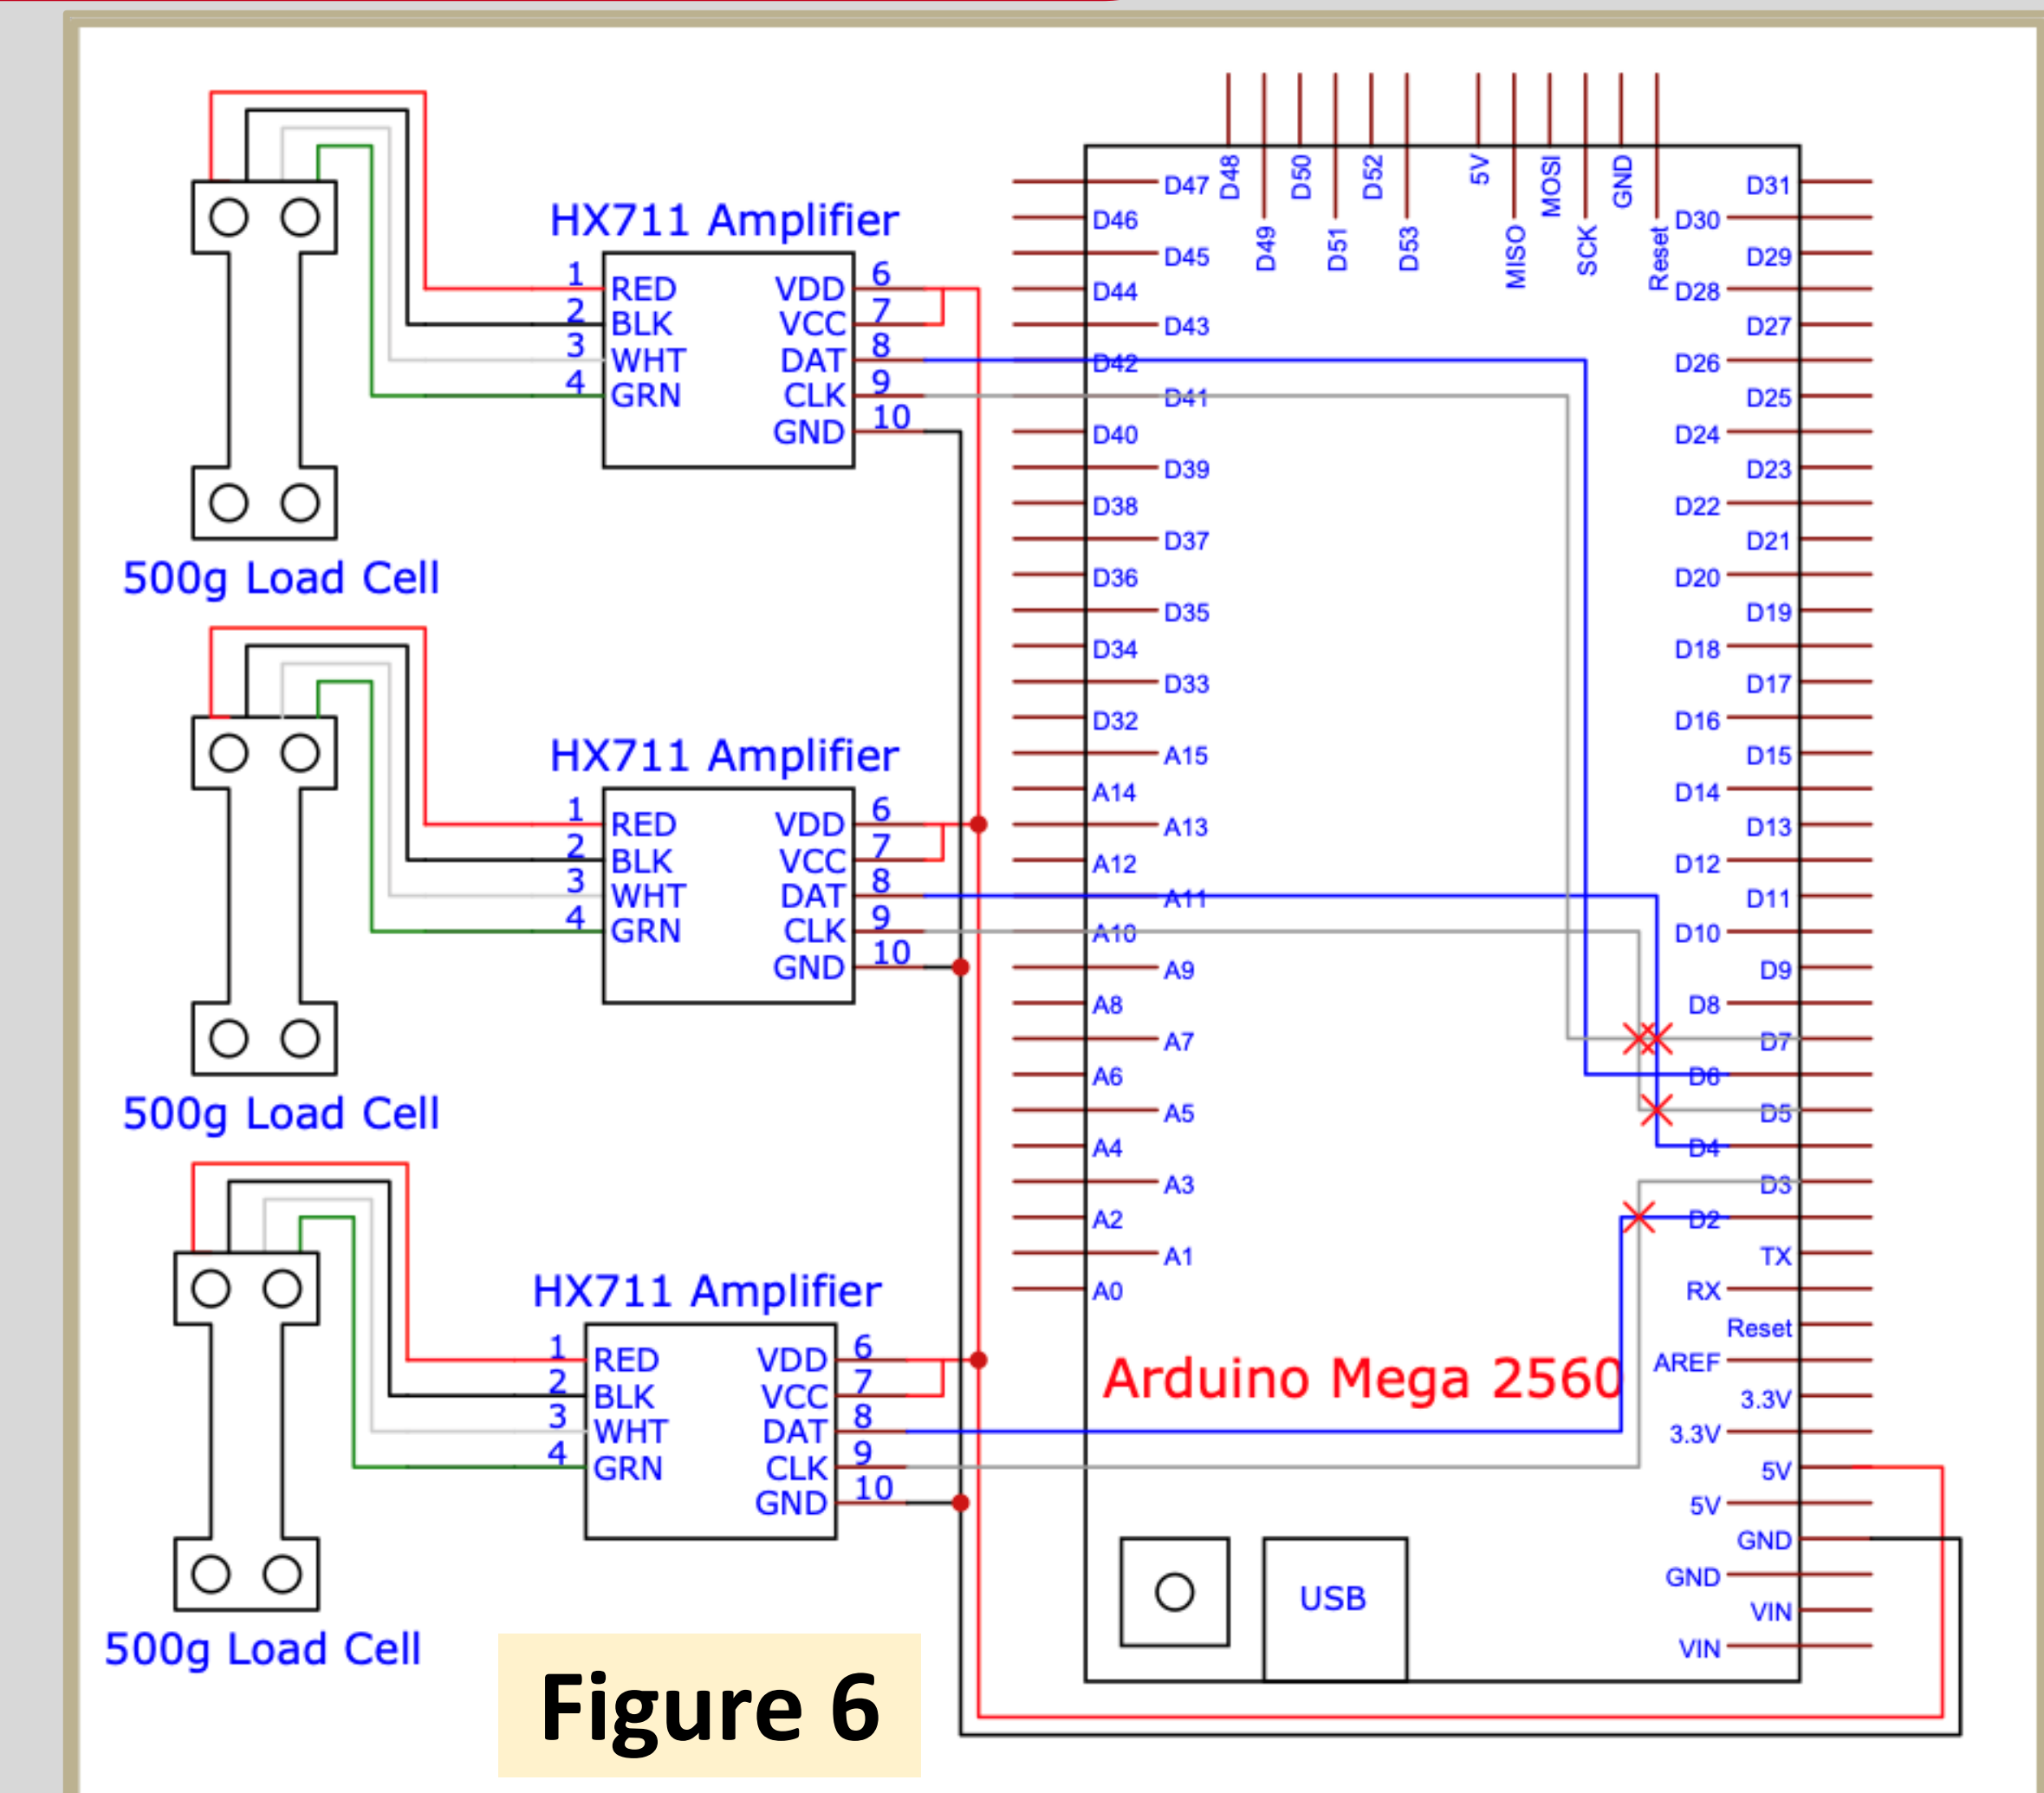 HX711 Amplifier
1 RED VDD 6
2 BLK VCC 7
3 WHT DAT 8
4 GRN CLK 9
GND 10
500g Load Cell
HX711 Amplifier
1 RED VDD 6
2 BLK VCC 7
3 WHT DAT 8
4 GRN CLK 9
GND 10
500g Load Cell
HX711 Amplifier
1 RED VDD 6
2 BLK VCC 7
3 WHT DAT 8
4 GRN CLK 9
GND 10
500g Load Cell
D48
D49
D50
D51
D52
D53
5V
MISO
MOSI
SCK
GND
Reset
D47
D46
D45
D44
D43
D42
D41
D40
D39
D38
D37
D36
D35
D34
D33
D32
A15
A14
A13
A12
A11
A10
A9
A8
A7
A6
A5
A4
A3
A2
A1
A0
D31
D30
D29
D28
D27
D26
D25
D24
D23
D22
D21
D20
D19
D18
D17
D16
D15
D14
D13
D12
D11
D10
D9
D8
D7
D6
D5
D4
D3
D2
TX
RX
Reset
AREF
3.3V
3.3V
5V
5V
GND
GND
VIN
VIN
Arduino Mega 2560
USB
Figure 6